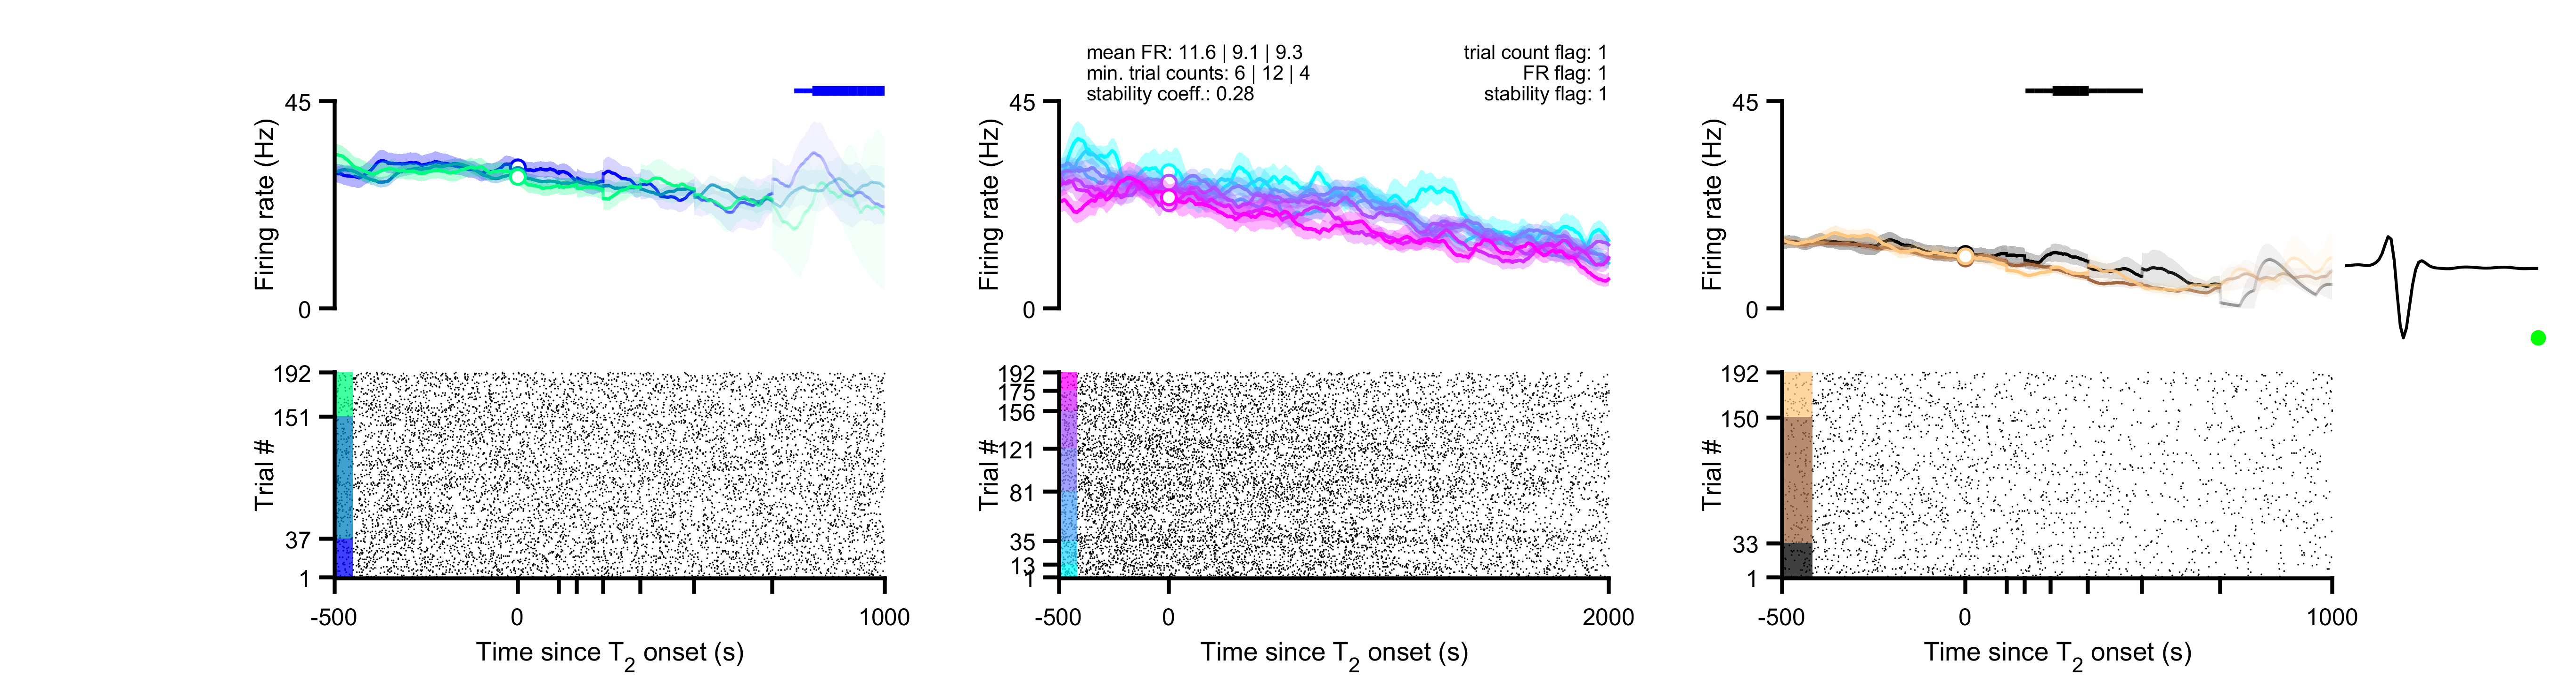 mean FR: 11.6 | 9.1 | 9.3
min. trial counts: 6 | 12 | 4
stability coeff.: 0.28
trial count flag: 1
FR flag: 1
stability flag: 1
45
Firing rate (Hz)
0
45
Firing rate (Hz)
0
45
Firing rate (Hz)
0
192
151
Trial #
37
1
-500
0
1000
Time since T2 onset (s)
192
175
156
121
Trial #
81
35
13
1
-500
0
2000
Time since T2 onset (s)
192
150
Trial #
33
1
-500
0
1000
Time since T2 onset (s)